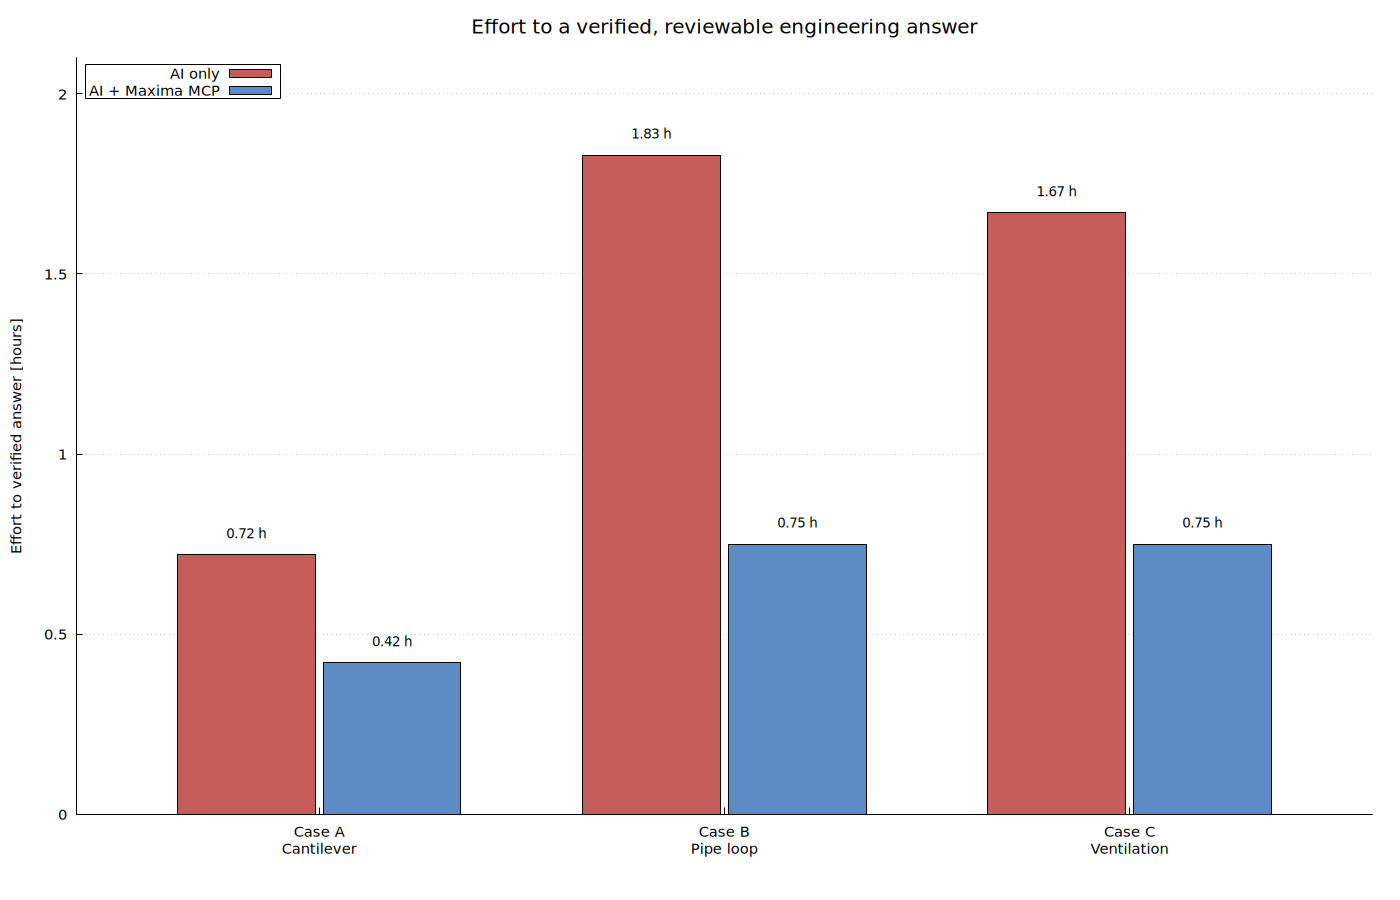 Effort to a verified, reviewable engineering answer
AI only
AI + Maxima MCP
Effort to verified answer [hours]
2
1.5
1
0.5
0
0.72 h
0.42 h
1.83 h
0.75 h
1.67 h
0.75 h
Case A
Cantilever
Case B
Pipe loop
Case C
Ventilation